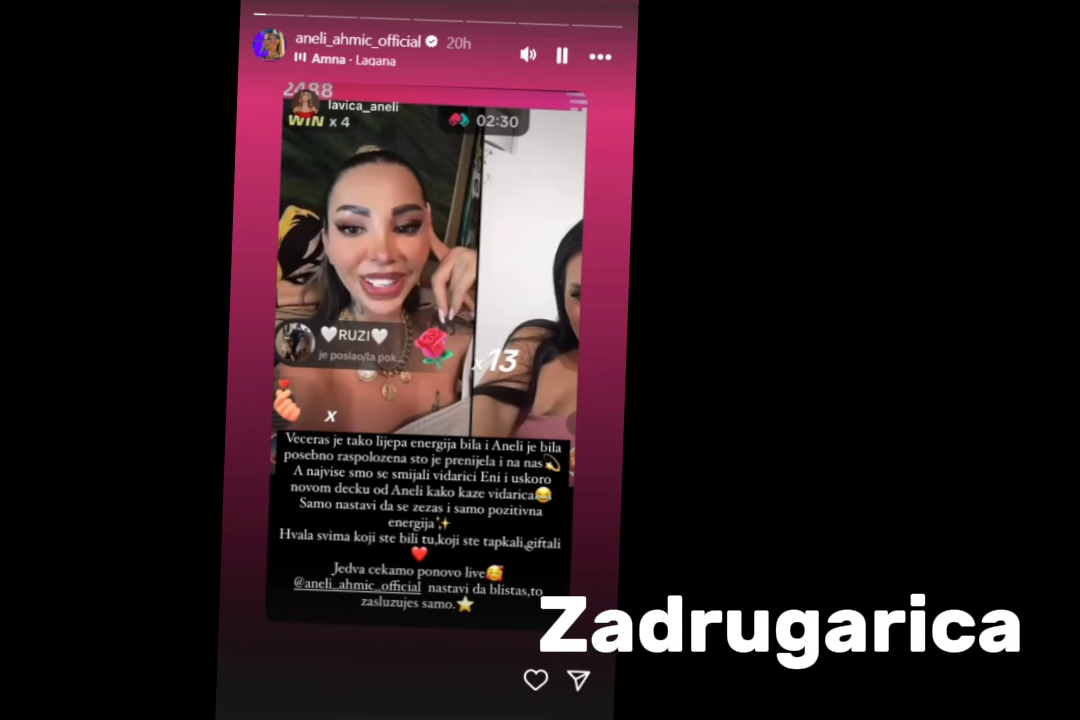 aneli_ahmic_official 20h
Amna · Lagana
2488
lavica_aneli
WIN x 4
02:30
🤍RUZI🤍
je poslao/la pok...
x13
x
Veceras je tako lijepa energija bila i Aneli je bila
posebno raspolozena sto je prenijela i na nas💫
A najvise smo se smijali vidarici Eni i uskoro
novom decku od Aneli kako kaze vidarica😂
Samo nastavi da se zezas i samo pozitivna
energija✨
Hvala svima koji ste bili tu,koji ste tapkali,giftali
❤️
Jedva cekamo ponovo live🥰
@aneli_ahmic_official nastavi da blistas,to
zasluzujes samo.⭐
Zadrugarica